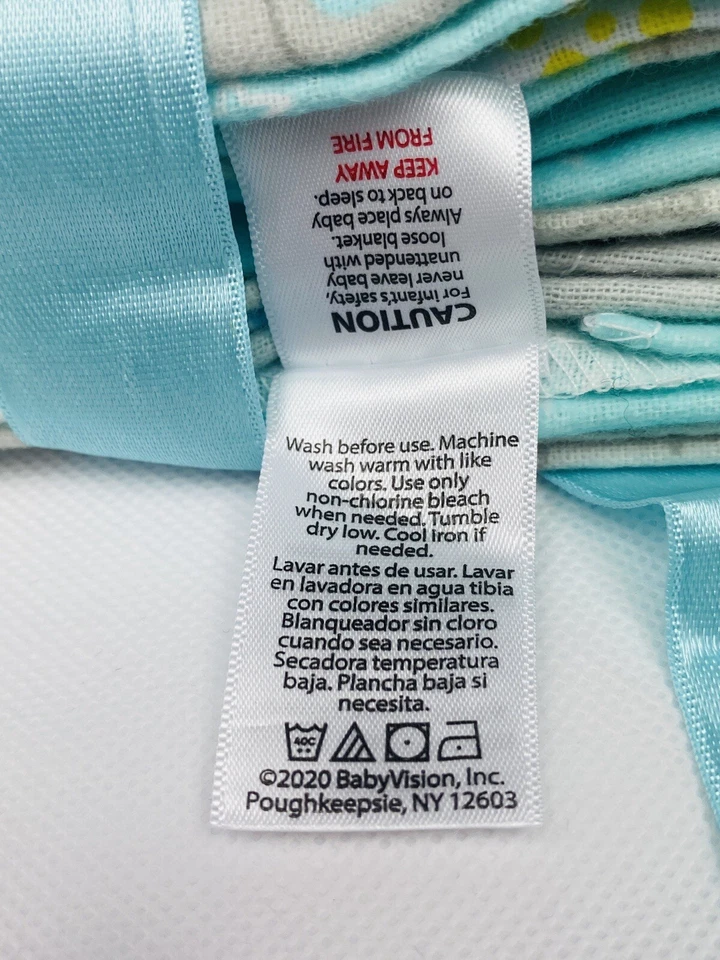 CAUTION
For infant's safety,
never leave baby
unattended with
loose blanket.
Always place baby
on back to sleep.
KEEP AWAY
FROM FIRE
Wash before use. Machine
wash warm with like
colors. Use only
non-chlorine bleach
when needed. Tumble
dry low. Cool iron if
needed.
Lavar antes de usar. Lavar
en lavadora en agua tibia
con colores similares.
Blanqueador sin cloro
cuando sea necesario.
Secadora temperatura
baja. Plancha baja si
necesita.
40C
©2020 BabyVision, Inc.
Poughkeepsie, NY 12603